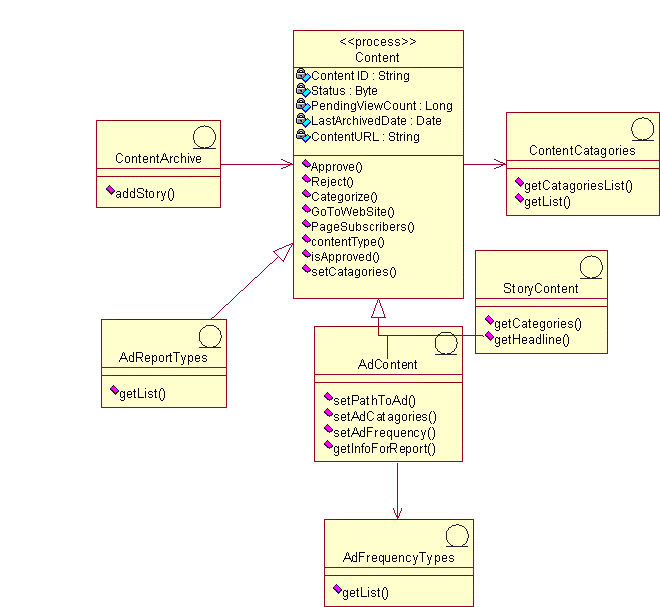 <<process>>
Content
Content ID : String
Status : Byte
PendingViewCount : Long
LastArchivedDate : Date
ContentURL : String
Approve()
Reject()
Categorize()
GoToWebSite()
PageSubscribers()
contentType()
isApproved()
setCatagories()
ContentArchive
addStory()
ContentCatagories
getCatagoriesList()
getList()
StoryContent
getCategories()
getHeadline()
AdReportTypes
getList()
AdContent
setPathToAd()
setAdCatagories()
setAdFrequency()
getInfoForReport()
AdFrequencyTypes
getList()